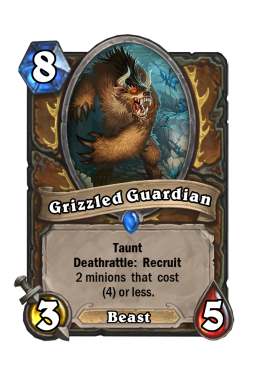 8
Grizzled Guardian
Taunt
Deathrattle: Recruit
2 minions that cost
(4) or less.
3
Beast
5